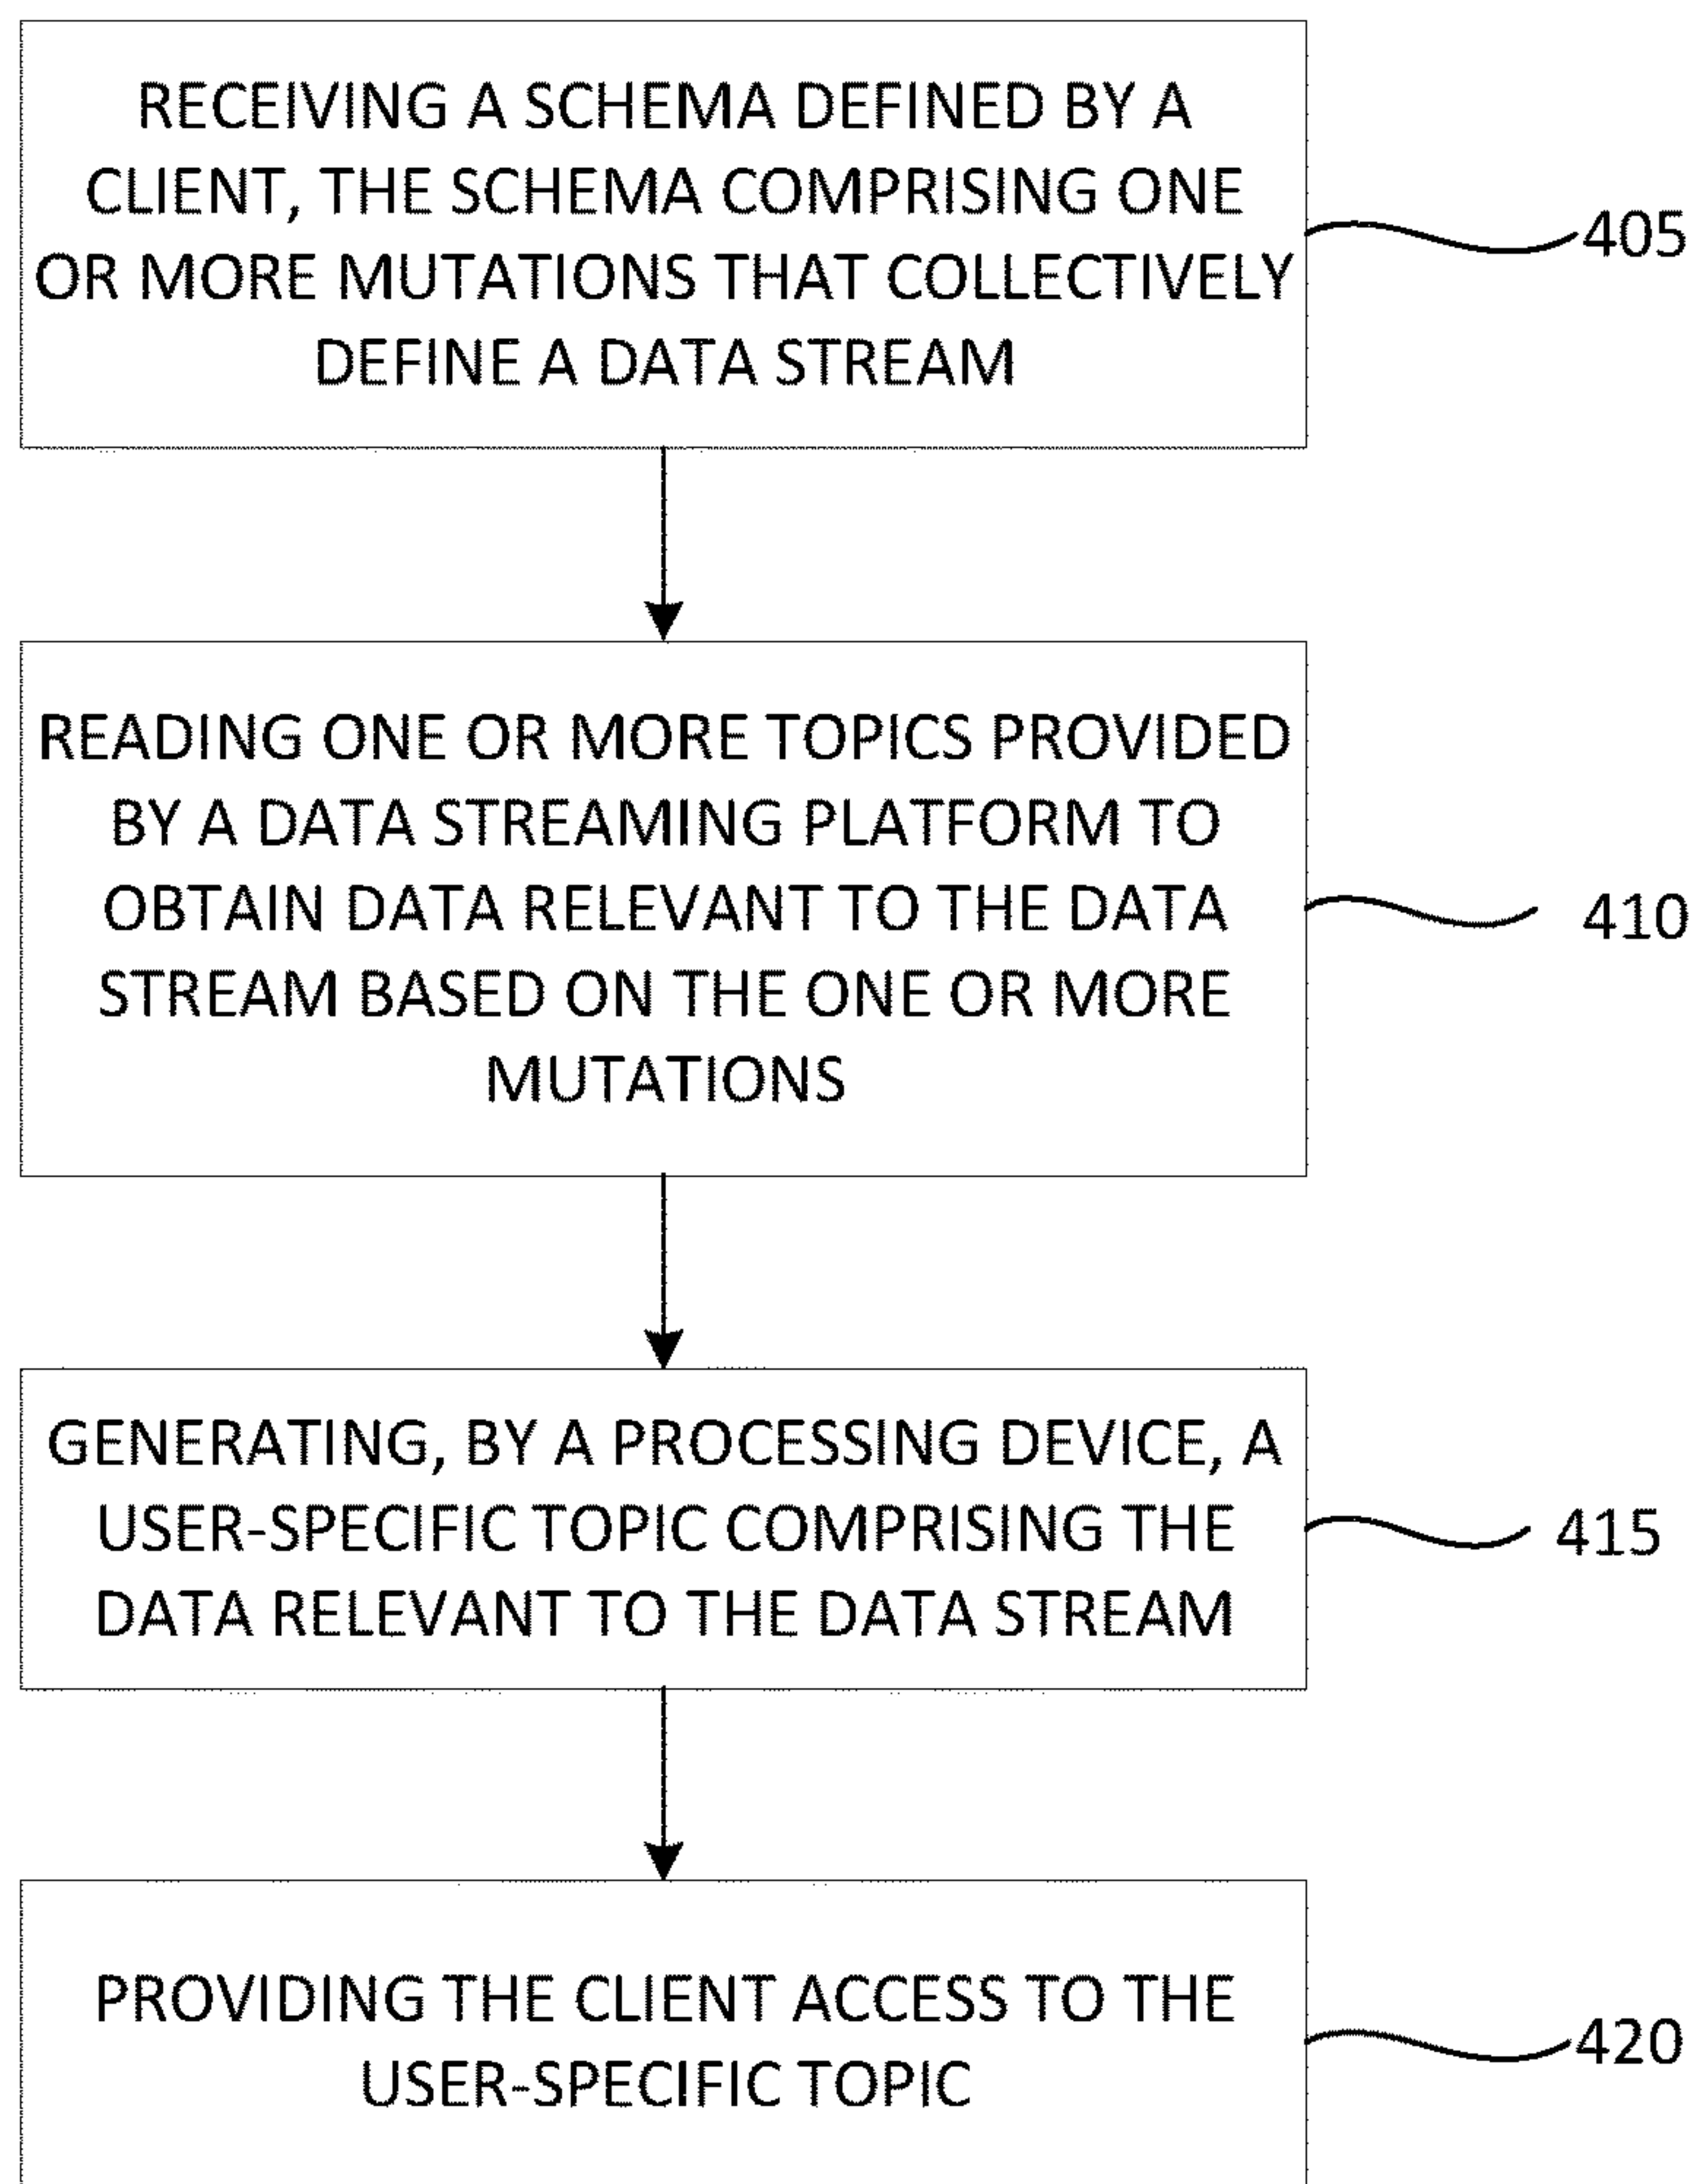 RECEIVING A SCHEMA DEFINED BY A
CLIENT, THE SCHEMA COMPRISING ONE
OR MORE MUTATIONS THAT COLLECTIVELY
DEFINE A DATA STREAM
405
READING ONE OR MORE TOPICS PROVIDED
BY A DATA STREAMING PLATFORM TO
OBTAIN DATA RELEVANT TO THE DATA
STREAM BASED ON THE ONE OR MORE
MUTATIONS
410
GENERATING, BY A PROCESSING DEVICE, A
USER-SPECIFIC TOPIC COMPRISING THE
DATA RELEVANT TO THE DATA STREAM
415
PROVIDING THE CLIENT ACCESS TO THE
USER-SPECIFIC TOPIC
420